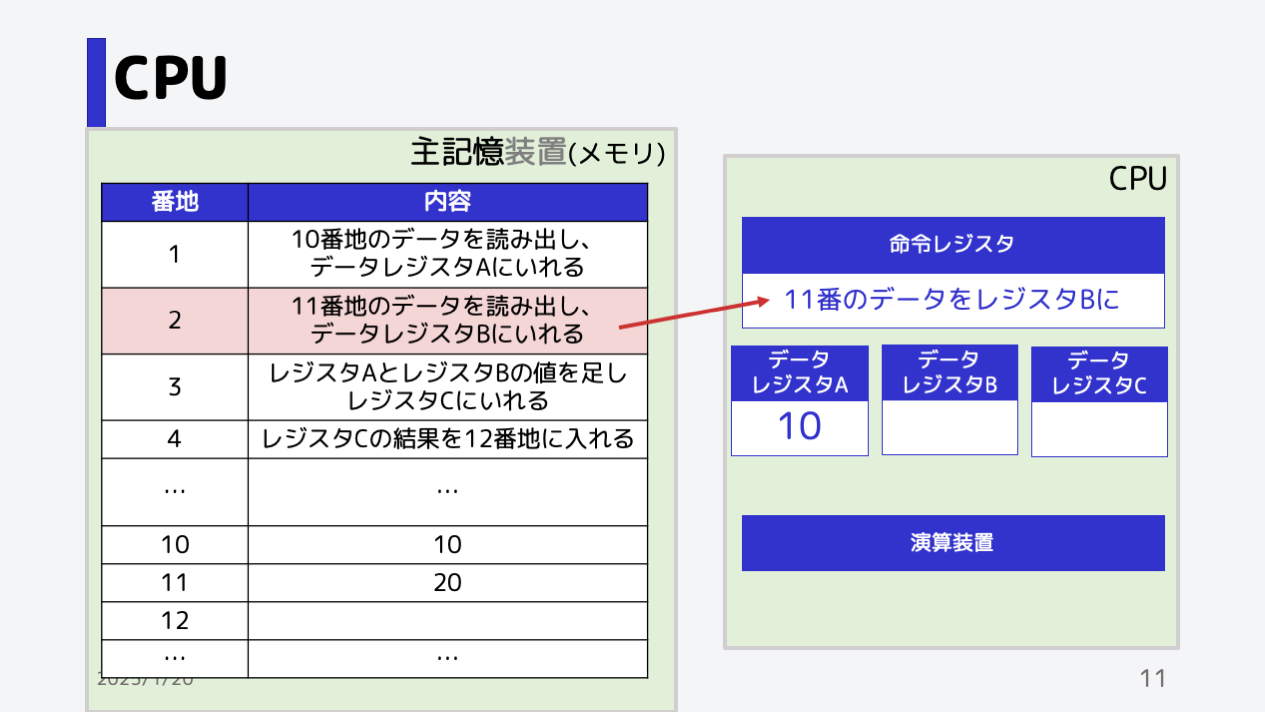 CPU
主記憶装置(メモリ)
番地 内容
1 10番地のデータを読み出し、
データレジスタAにいれる
2 11番地のデータを読み出し、
データレジスタBにいれる
3 レジスタAとレジスタBの値を足し
レジスタCにいれる
4 レジスタCの結果を12番地に入れる
… …
10 10
11 20
12
… …
CPU
命令レジスタ
11番のデータをレジスタBに
データ
レジスタA
10
データ
レジスタB
データ
レジスタC
演算装置
11